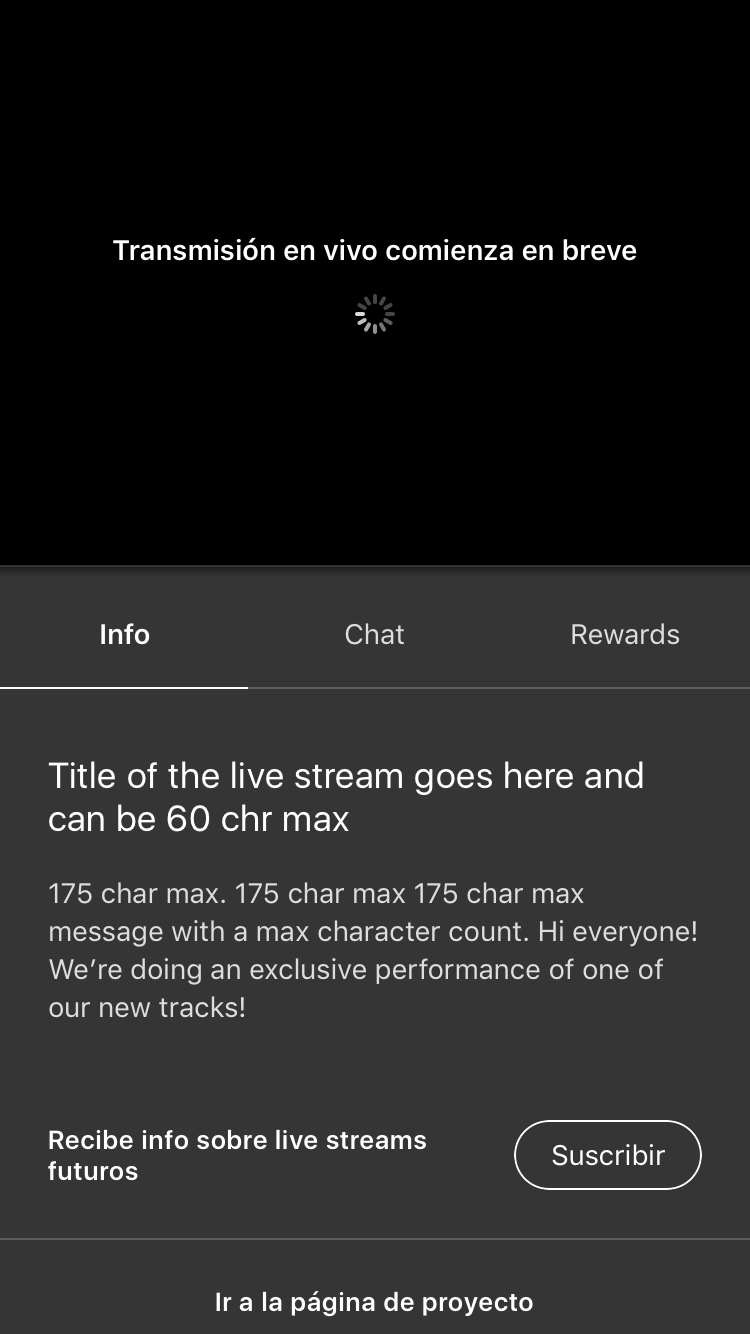 Transmisión en vivo comienza en breve
Info
Chat
Rewards
Title of the live stream goes here and
can be 60 chr max
175 char max. 175 char max 175 char max
message with a max character count. Hi everyone!
We’re doing an exclusive performance of one of
our new tracks!
Recibe info sobre live streams
futuros
Suscribir
Ir a la página de proyecto